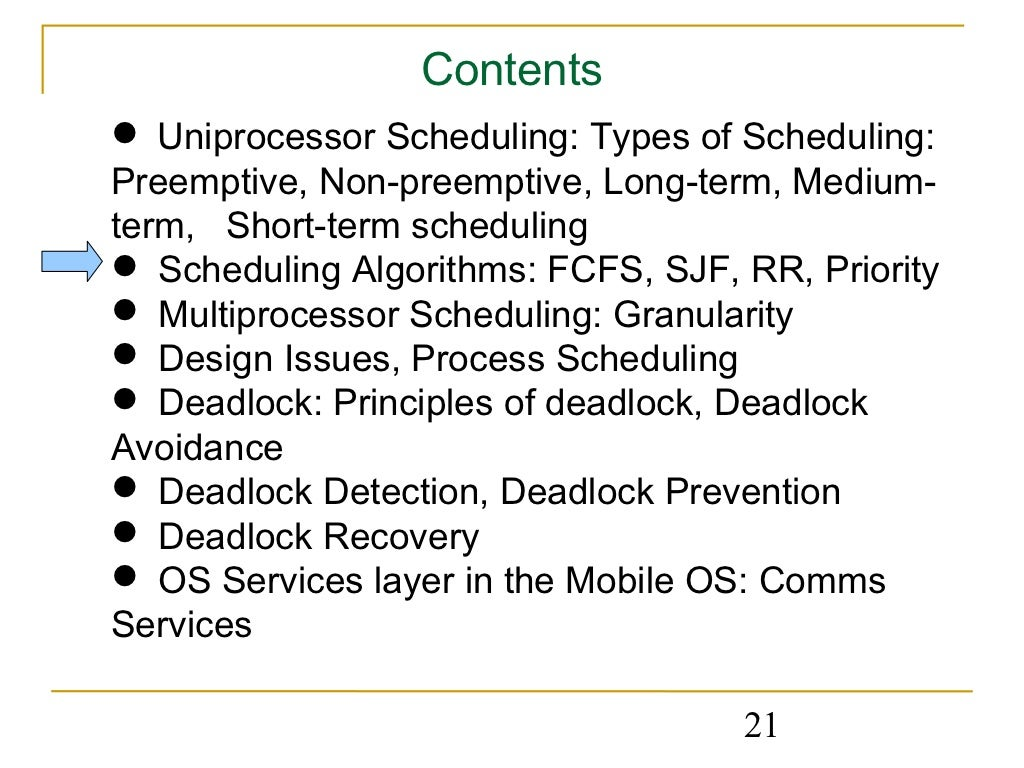 Contents
● Uniprocessor Scheduling: Types of Scheduling:
Preemptive, Non-preemptive, Long-term, Medium-
term, Short-term scheduling
● Scheduling Algorithms: FCFS, SJF, RR, Priority
● Multiprocessor Scheduling: Granularity
● Design Issues, Process Scheduling
● Deadlock: Principles of deadlock, Deadlock
Avoidance
● Deadlock Detection, Deadlock Prevention
● Deadlock Recovery
● OS Services layer in the Mobile OS: Comms
Services
21